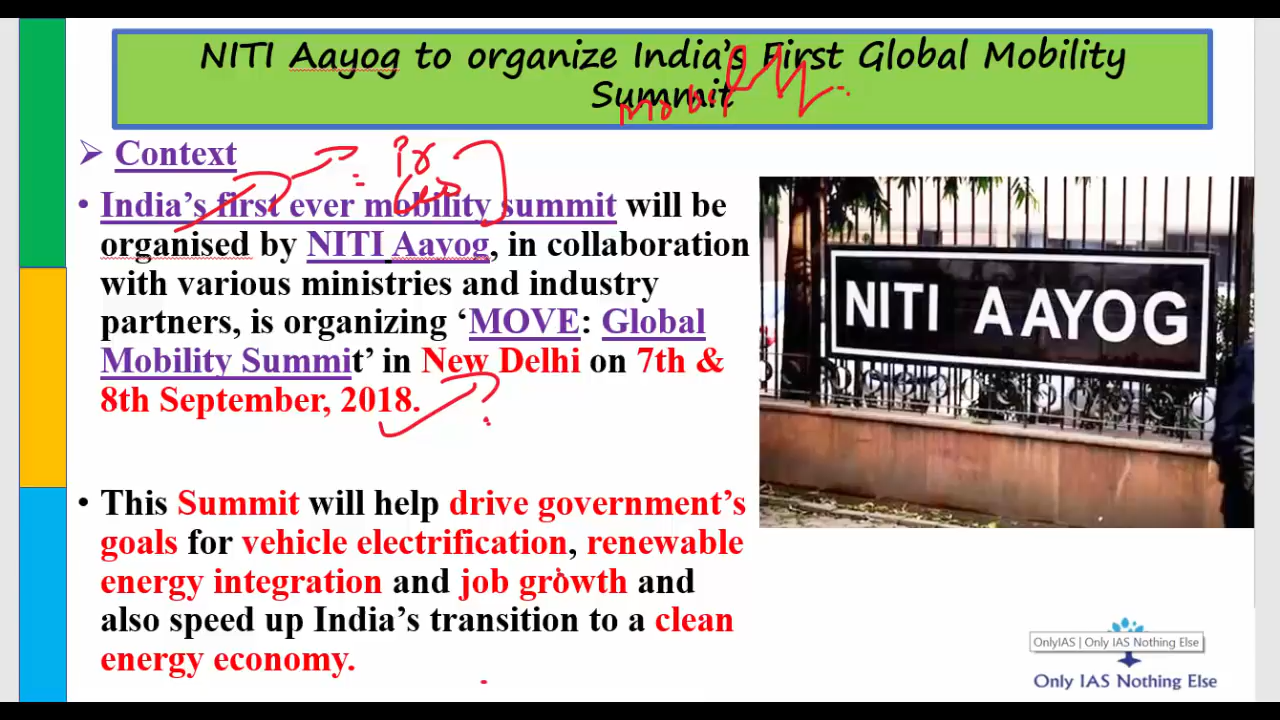 NITI Aayog to organize India's First Global Mobility
Summit
Mobility
Context
India's first ever mobility summit will be
organised by NITI Aayog, in collaboration
with various ministries and industry
partners, is organizing ‘MOVE: Global
Mobility Summit’ in New Delhi on 7th &
8th September, 2018.
This Summit will help drive government’s
goals for vehicle electrification, renewable
energy integration and job growth and
also speed up India’s transition to a clean
energy economy.
NITI AAYOG
OnlyIAS | Only IAS Nothing Else
Only IAS Nothing Else